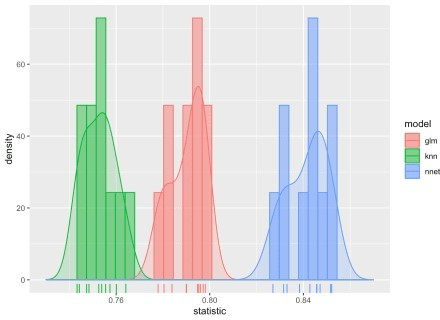 60
40
20
0
density
0.76
0.80
0.84
statistic
model
glm
knn
nnet